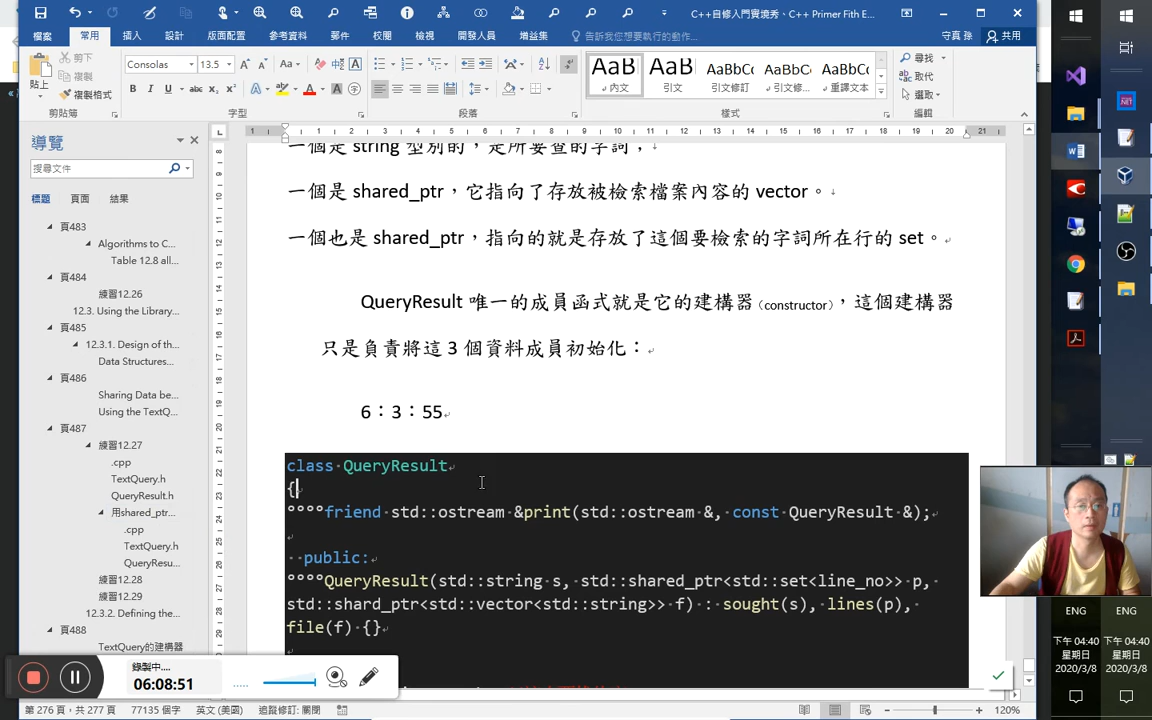 C++自修入門實境秀、C++ Primer Fith E...
檔案 常用 插入 設計 版面配置 參考資料 郵件 校閱 檢視 開發人員 增益集 告訴我您想要執行的動作... 守真 孫 共用
貼上 剪下 複製 複製格式 剪貼簿
Consolas 13.5 字型 段落
AaB 內文
AaB 引文
AaBbCc 引文修訂
AaBbC 引文修...
AaBbC 重譯文本
樣式
尋找 取代 選取 編輯
導覽
搜尋文件
標題 頁面 結果
頁483
Algorithms to C...
Table 12.8 all...
頁484
練習12.26
12.3. Using the Library...
頁485
12.3.1. Design of th...
Data Structures...
頁486
Sharing Data be...
Using the TextQ...
頁487
練習12.27
.cpp
TextQuery.h
QueryResult.h
用shared_ptr...
.cpp
TextQuery.h
QueryResu...
練習12.28
練習12.29
12.3.2. Defining the...
頁488
TextQuery的建構器
一個是 string 型別的，是所要查的字詞；
一個是 shared_ptr，它指向了存放被檢索檔案內容的 vector。
一個也是 shared_ptr，指向的就是存放了這個要檢索的字詞所在行的 set。
QueryResult 唯一的成員函式就是它的建構器（constructor），這個建構器
只是負責將這 3 個資料成員初始化：
6：3：55
class QueryResult
{
friend std::ostream &print(std::ostream &, const QueryResult &);
public:
QueryResult(std::string s, std::shared_ptr<std::set<line_no>> p,
std::shard_ptr<std::vector<std::string>> f) : sought(s), lines(p),
file(f) {}
錄製中....
06:08:51
第 276 頁，共 277 頁 77135 個字 英文 (美國) 追蹤修訂: 關閉 120%
ENG ENG
下午 04:40 下午 04:40
星期日 星期日
2020/3/8 2020/3/8